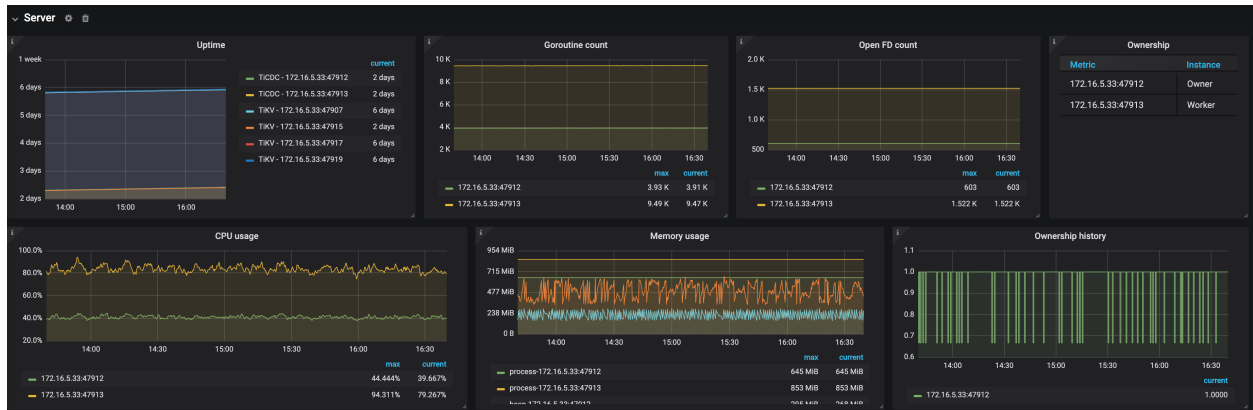 Server
Uptime
1 week
6 days
5 days
4 days
3 days
2 days
14:00 15:00 16:00
current
TiCDC - 172.16.5.33:47912 2 days
TiCDC - 172.16.5.33:47913 2 days
TiKV - 172.16.5.33:47907 6 days
TiKV - 172.16.5.33:47915 2 days
TiKV - 172.16.5.33:47917 6 days
TiKV - 172.16.5.33:47919 6 days
Goroutine count
10 K
8 K
6 K
4 K
2 K
14:00 14:30 15:00 15:30 16:00 16:30
max current
172.16.5.33:47912 3.93 K 3.91 K
172.16.5.33:47913 9.49 K 9.47 K
Open FD count
2.0 K
1.5 K
1.0 K
500
14:00 14:30 15:00 15:30 16:00 16:30
max current
172.16.5.33:47912 603 603
172.16.5.33:47913 1.522 K 1.522 K
Ownership
Metric Instance
172.16.5.33:47912 Owner
172.16.5.33:47913 Worker
CPU usage
100.0%
80.0%
60.0%
40.0%
20.0%
14:00 14:30 15:00 15:30 16:00 16:30
max current
172.16.5.33:47912 44.444% 39.667%
172.16.5.33:47913 94.311% 79.267%
Memory usage
954 MiB
715 MiB
477 MiB
238 MiB
0 B
14:00 14:30 15:00 15:30 16:00 16:30
max current
process-172.16.5.33:47912 645 MiB 645 MiB
process-172.16.5.33:47913 853 MiB 853 MiB
Ownership history
1.1
1.0
0.9
0.8
0.7
0.6
14:00 14:30 15:00 15:30 16:00 16:30
current
172.16.5.33:47912 1.0000